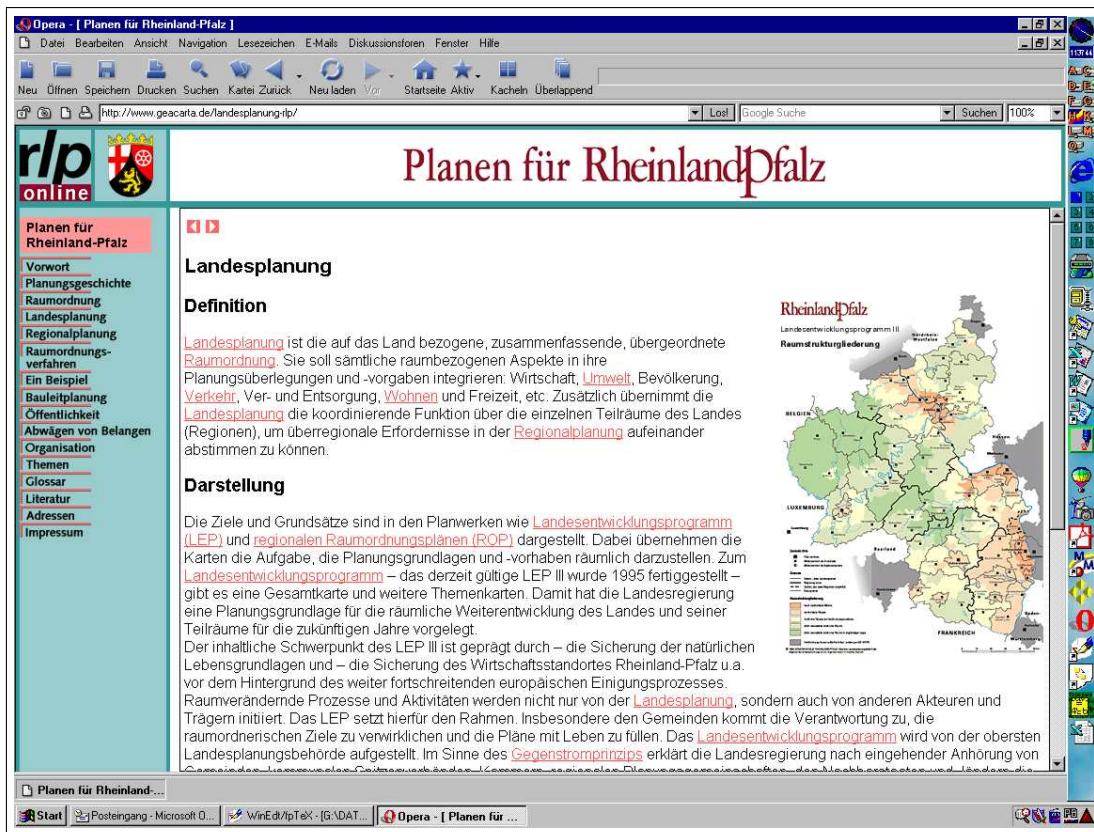 Opera - [ Planen für Rheinland-Pfalz ]
Datei Bearbeiten Ansicht Navigation Lesezeichen E-Mails Diskussionsforen Fenster Hilfe
Neu Öffnen Speichern Drucken Suchen Kartei Zurück Neu laden Vor Startseite Aktiv Kacheln Überlappend
http://www.geacarta.de/landesplanung-rlp/ Los! Google Suche Suchen 100%
rlp
online
Planen für RheinlandPfalz
Planen für
Rheinland-Pfalz
Vorwort
Planungsgeschichte
Raumordnung
Landesplanung
Regionalplanung
Raumordnungs-
verfahren
Ein Beispiel
Bauleitplanung
Öffentlichkeit
Abwägen von Belangen
Organisation
Themen
Glossar
Literatur
Adressen
Impressum
Landesplanung
Definition
Landesplanung ist die auf das Land bezogene, zusammenfassende, übergeordnete
Raumordnung. Sie soll sämtliche raumbezogenen Aspekte in ihre
Planungsüberlegungen und -vorgaben integrieren: Wirtschaft, Umwelt, Bevölkerung,
Verkehr, Ver- und Entsorgung, Wohnen und Freizeit, etc. Zusätzlich übernimmt die
Landesplanung die koordinierende Funktion über die einzelnen Teilräume des Landes
(Regionen), um überregionale Erfordernisse in der Regionalplanung aufeinander
abstimmen zu können.
RheinlandPfalz
Landesentwicklungsprogramm III
Raumstrukturgliederung
Nordrhein-
Westfalen
BELGIEN
Hessen
LUXEMBURG
Saarland
FRANKREICH
Baden-
Württemberg
Darstellung
Die Ziele und Grundsätze sind in den Planwerken wie Landesentwicklungsprogramm
(LEP) und regionalen Raumordnungsplänen (ROP) dargestellt. Dabei übernehmen die
Karten die Aufgabe, die Planungsgrundlagen und -vorhaben räumlich darzustellen. Zum
Landesentwicklungsprogramm – das derzeit gültige LEP III wurde 1995 fertiggestellt –
gibt es eine Gesamtkarte und weitere Themenkarten. Damit hat die Landesregierung
eine Planungsgrundlage für die räumliche Weiterentwicklung des Landes und seiner
Teilräume für die zukünftigen Jahre vorgelegt.
Der inhaltliche Schwerpunkt des LEP III ist geprägt durch – die Sicherung der natürlichen
Lebensgrundlagen und – die Sicherung des Wirtschaftsstandortes Rheinland-Pfalz u.a.
vor dem Hintergrund des weiter fortschreitenden europäischen Einigungsprozesses.
Raumverändernde Prozesse und Aktivitäten werden nicht nur von der Landesplanung, sondern auch von anderen Akteuren und
Trägern initiiert. Das LEP setzt hierfür den Rahmen. Insbesondere den Gemeinden kommt die Verantwortung zu, die
raumordnerischen Ziele zu verwirklichen und die Pläne mit Leben zu füllen. Das Landesentwicklungsprogramm wird von der obersten
Landesplanungsbehörde aufgestellt. Im Sinne des Gegenstromprinzips erklärt die Landesregierung nach eingehender Anhörung von
Planen für Rheinland-...
Start Posteingang - Microsoft O... WinEdt/fpTeX - [G:\DAT... Opera - [ Planen für ...